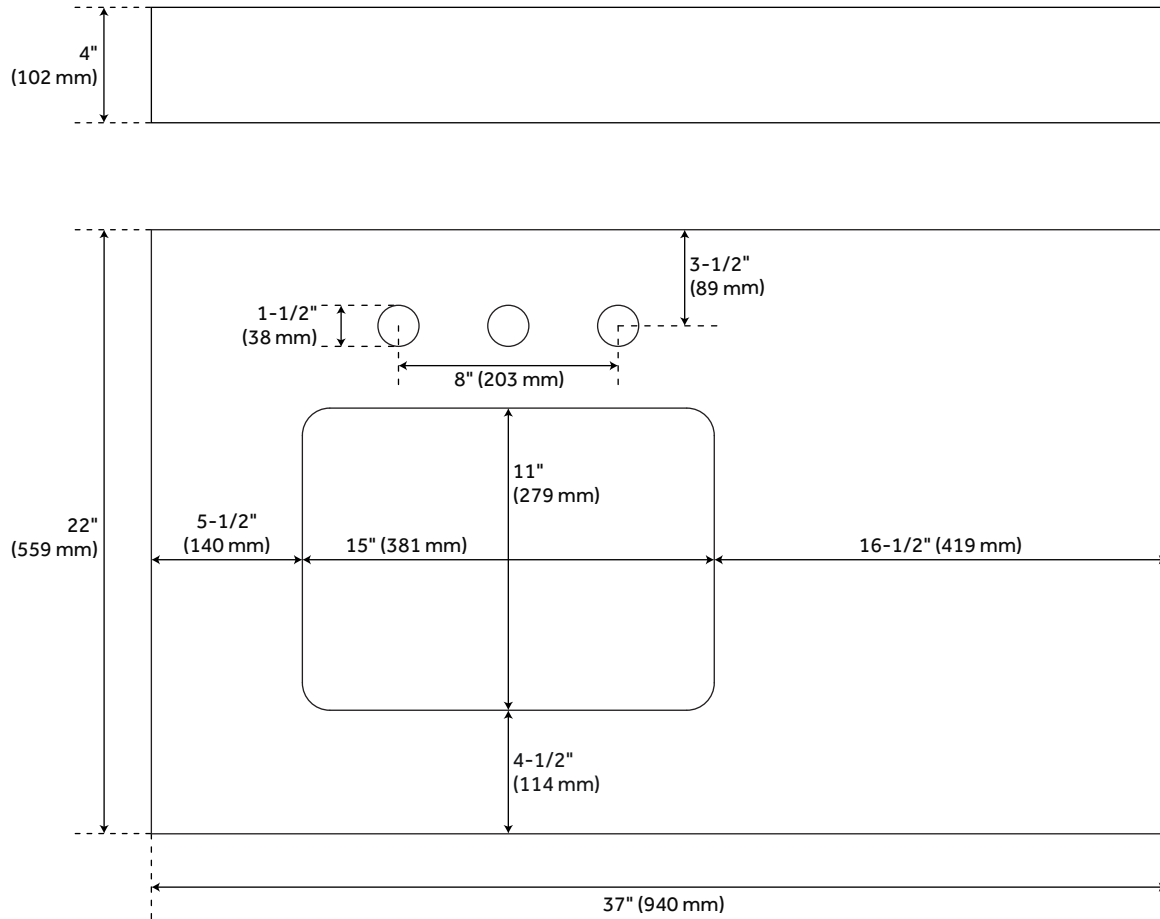 4"
(102 mm)
3-1/2"
(89 mm)
1-1/2"
(38 mm)
8" (203 mm)
11"
(279 mm)
22"
(559 mm)
5-1/2"
(140 mm)
15" (381 mm)
16-1/2" (419 mm)
4-1/2"
(114 mm)
37" (940 mm)